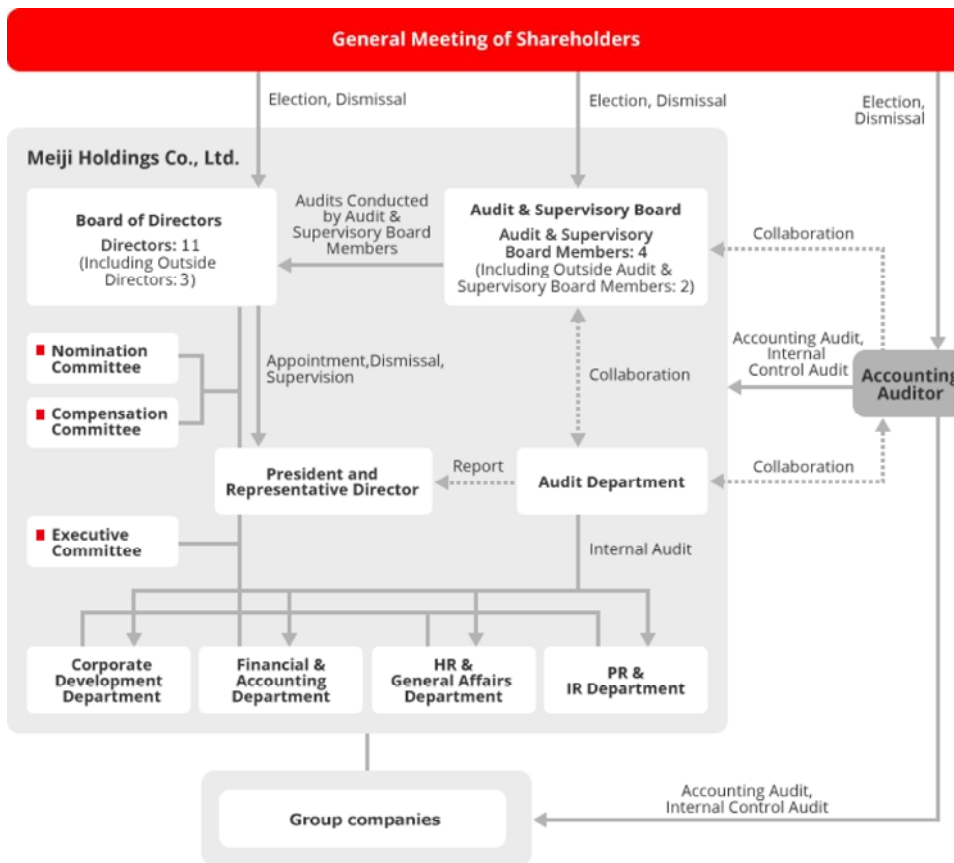 General Meeting of Shareholders
Election, Dismissal
Election, Dismissal
Election,
Dismissal
Meiji Holdings Co., Ltd.
Board of Directors
Directors: 11
(Including Outside
Directors: 3)
Audits Conducted
by Audit &
Supervisory Board
Members
Audit & Supervisory Board
Audit & Supervisory
Board Members: 4
(Including Outside Audit &
Supervisory Board Members: 2)
Collaboration
Nomination
Committee
Compensation
Committee
Appointment,Dismissal,
Supervision
Collaboration
Accounting Audit,
Internal
Control Audit
Accounting
Auditor
President and
Representative Director
Report
Audit Department
Collaboration
Executive
Committee
Internal Audit
Corporate
Development
Department
Financial &
Accounting
Department
HR &
General Affairs
Department
PR &
IR Department
Group companies
Accounting Audit,
Internal Control Audit